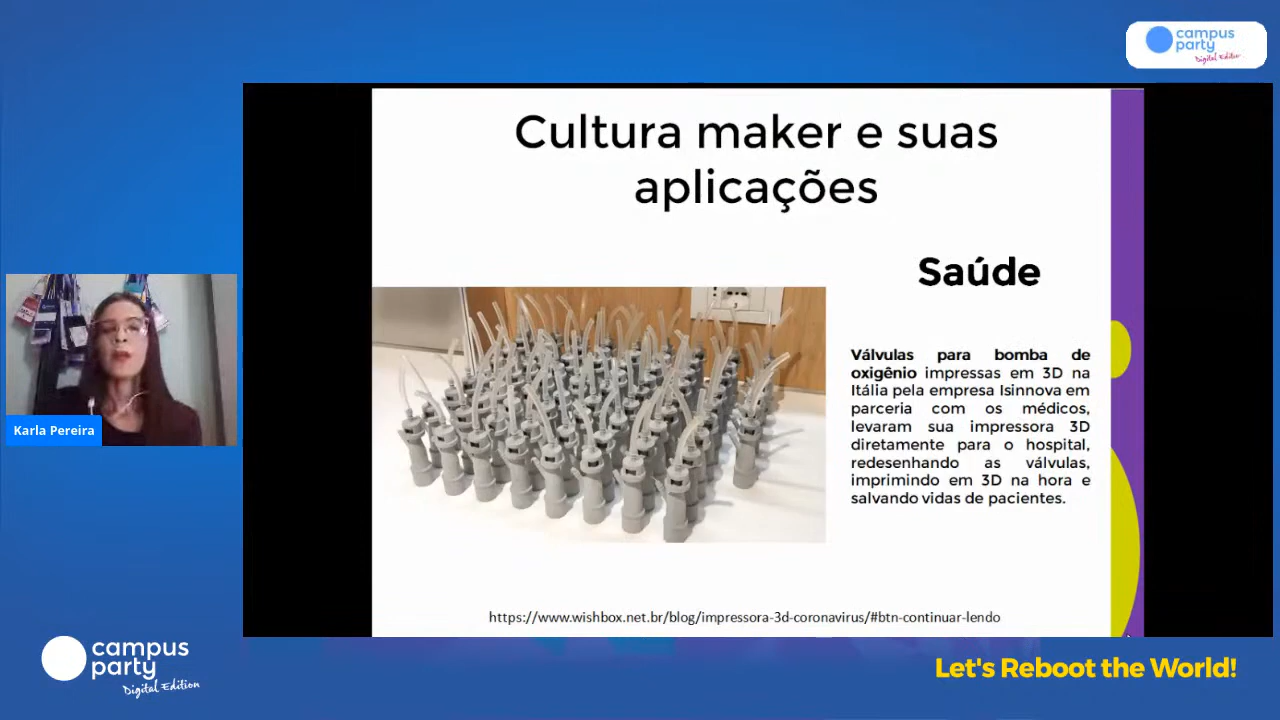 campus
party
Digital Edition
Cultura maker e suas
aplicações
Saúde
Válvulas para bomba de
oxigênio impressas em 3D na
Itália pela empresa Isinnova em
parceria com os médicos,
levaram sua impressora 3D
diretamente para o hospital,
redesenhando as válvulas,
imprimindo em 3D na hora e
salvando vidas de pacientes.
https://www.wishbox.net.br/blog/impressora-3d-coronavirus/#btn-continuar-lendo
Karla Pereira
campus
party
Digital Edition
Let's Reboot the World!